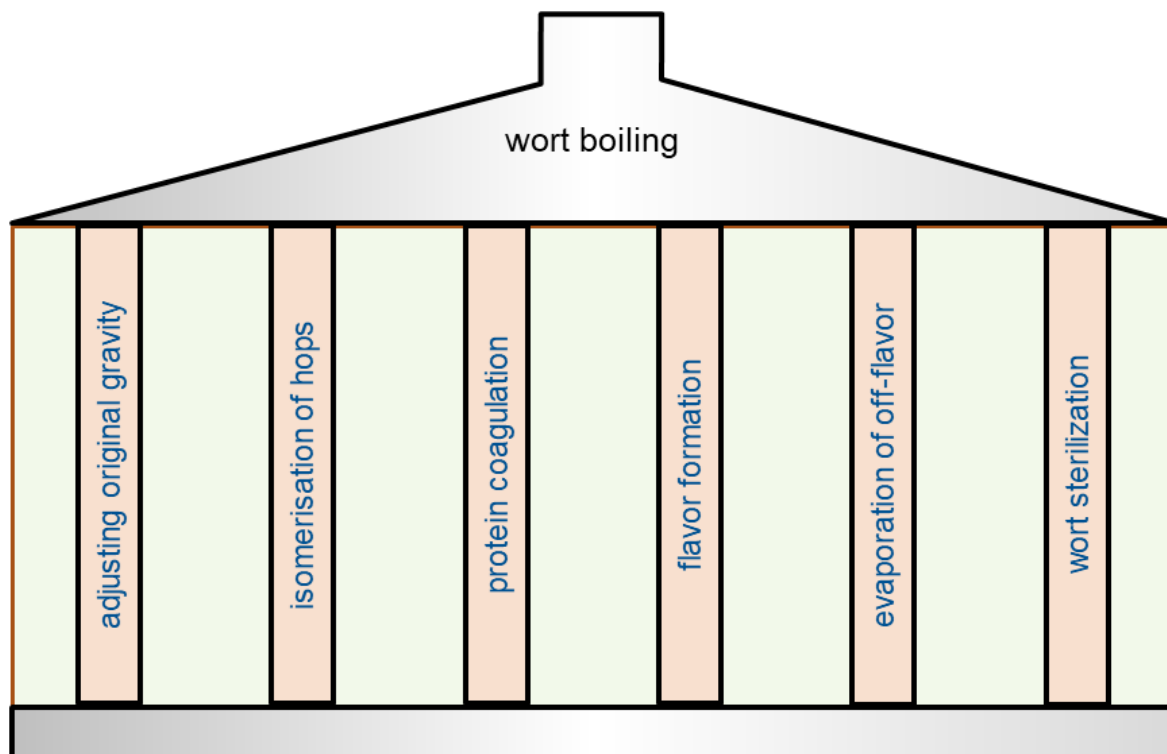 wort boiling
adjusting original gravity
isomerisation of hops
protein coagulation
flavor formation
evaporation of off-flavor
wort sterilization